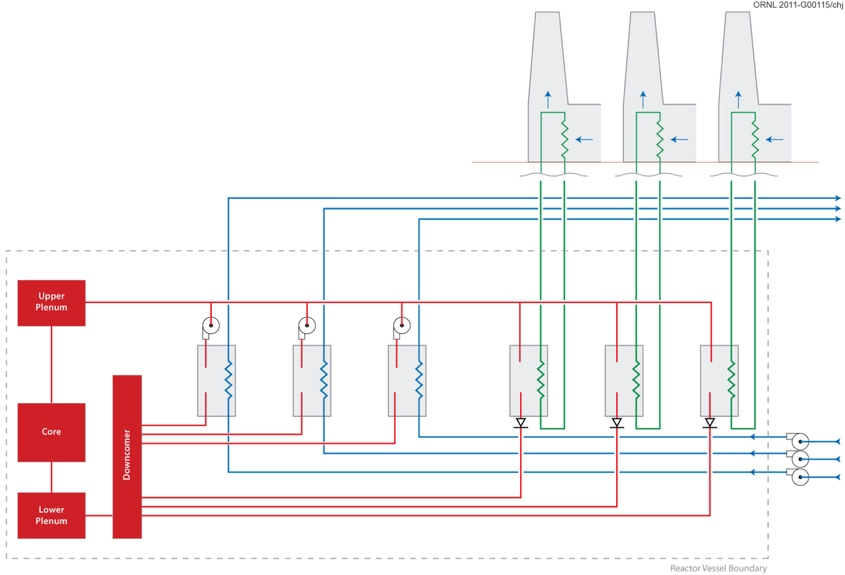 ORNL 2011-G00115/chj
Upper
Plenum
Core
Downcomer
Lower
Plenum
Reactor Vessel Boundary